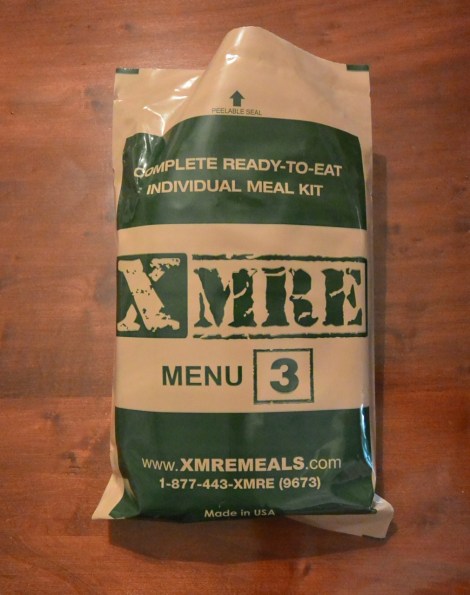 PEELABLE SEAL
COMPLETE READY-TO-EAT
INDIVIDUAL MEAL KIT
XMRE
MENU 3
www.XMREMEALS.com
1-877-443-XMRE (9673)
Made in USA